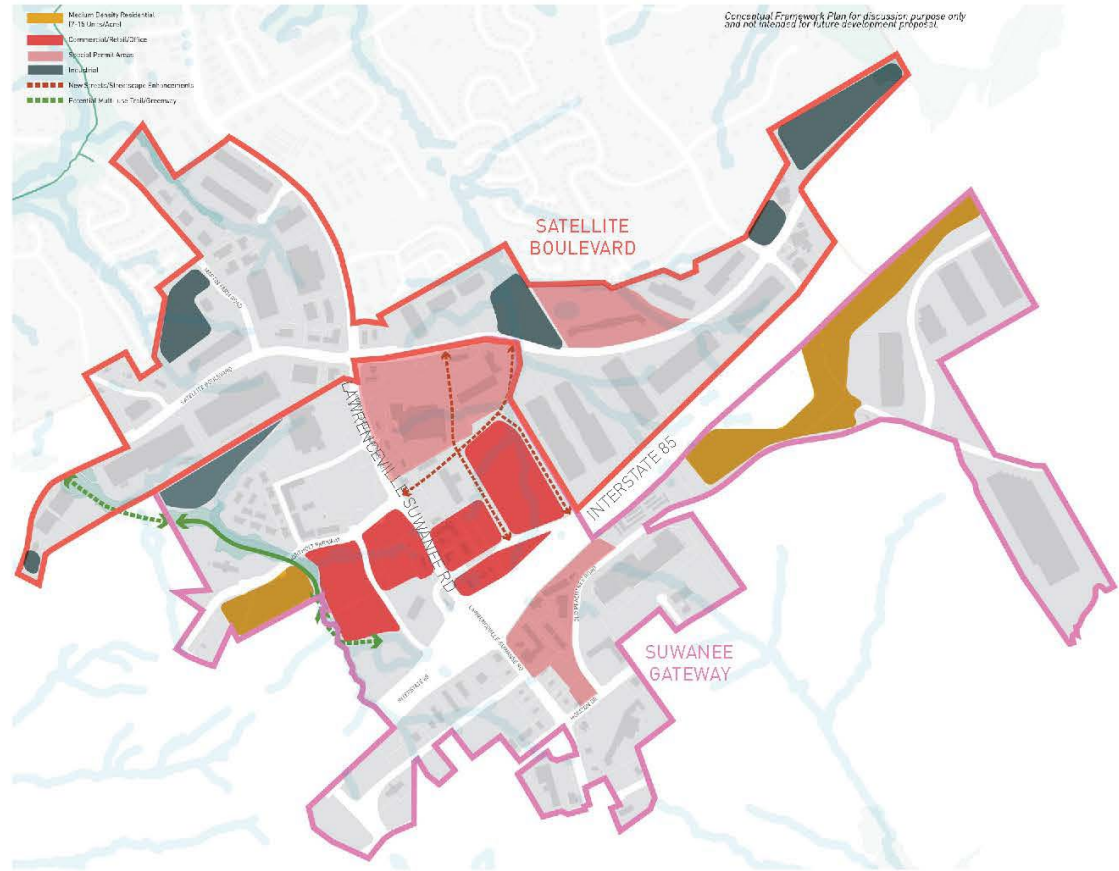 Medium Density Residential
(7-15 Units/Acre)
Commercial/Retail/Office
Special Permit Areas
Industrial
New Streets/Streetscape Enhancements
Potential Multi-use Trail/Greenway
Conceptual Framework Plan for discussion purpose only
and not intended for future development proposal.
SATELLITE
BOULEVARD
SATELLITE BOULEVARD
LAWRENCEVILLE SUWANEE RD
INTERSTATE 85
LAWRENCEVILLE-SUWANEE RD
INTERSTATE 85
SUWANEE
GATEWAY